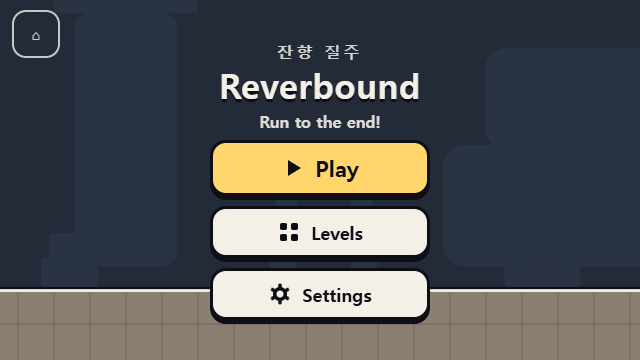 잔향 질주
Reverbound
Run to the end!
Play
Levels
Settings